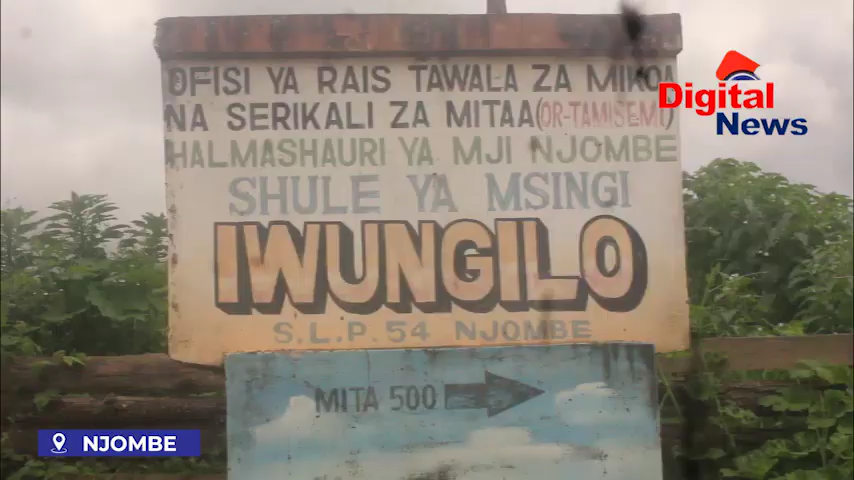 OFISI YA RAIS TAWALA ZA MIKOA
NA SERIKALI ZA MITAA(OR-TAMISEMI)
HALMASHAURI YA MJI NJOMBE
SHULE YA MSINGI
IWUNGILO
S.L.P. 54 NJOMBE
MITA 500
Digital
News
NJOMBE